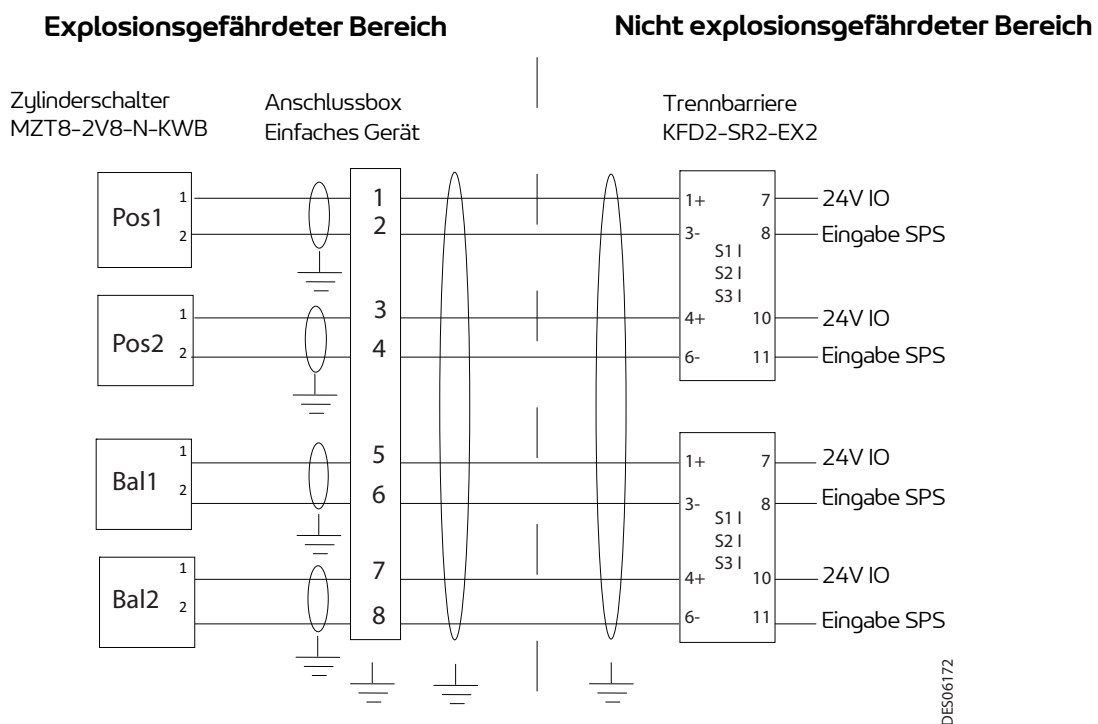 Explosionsgefährdeter Bereich
Nicht explosionsgefährdeter Bereich
Zylinderschalter
MZT8-2V8-N-KWB
Anschlussbox
Einfaches Gerät
Trennbarriere
KFD2-SR2-EX2
Pos1
1
2
1
2
1+
3-
7
8
S1 I
S2 I
S3 I
24V IO
Eingabe SPS
Pos2
1
2
3
4
4+
6-
10
11
24V IO
Eingabe SPS
Bal1
1
2
5
6
1+
3-
7
8
S1 I
S2 I
S3 I
24V IO
Eingabe SPS
Bal2
1
2
7
8
4+
6-
10
11
24V IO
Eingabe SPS
DES06172